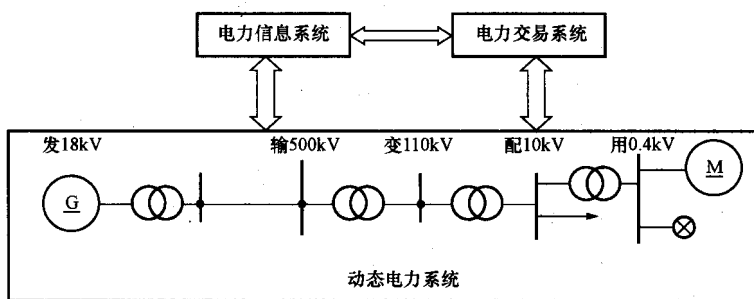 电力信息系统
电力交易系统
发18kV
输500kV
变110kV
配10kV
用0.4kV
G
M
动态电力系统